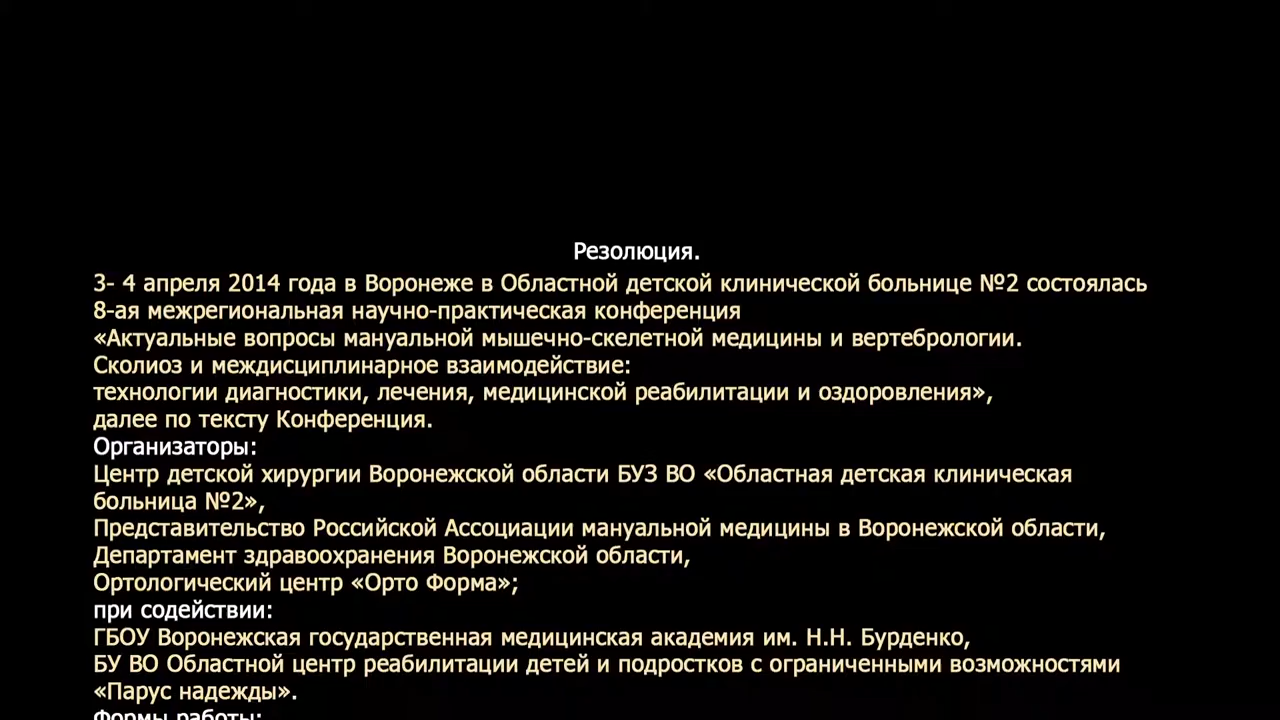 Резолюция.
3- 4 апреля 2014 года в Воронеже в Областной детской клинической больнице №2 состоялась
8-ая межрегиональная научно-практическая конференция
«Актуальные вопросы мануальной мышечно-скелетной медицины и вертебрологии.
Сколиоз и междисциплинарное взаимодействие:
технологии диагностики, лечения, медицинской реабилитации и оздоровления»,
далее по тексту Конференция.
Организаторы:
Центр детской хирургии Воронежской области БУЗ ВО «Областная детская клиническая
больница №2»,
Представительство Российской Ассоциации мануальной медицины в Воронежской области,
Департамент здравоохранения Воронежской области,
Ортологический центр «Орто Форма»;
при содействии:
ГБОУ Воронежская государственная медицинская академия им. Н.Н. Бурденко,
БУ ВО Областной центр реабилитации детей и подростков с ограниченными возможностями
«Парус надежды».
Формы работы: